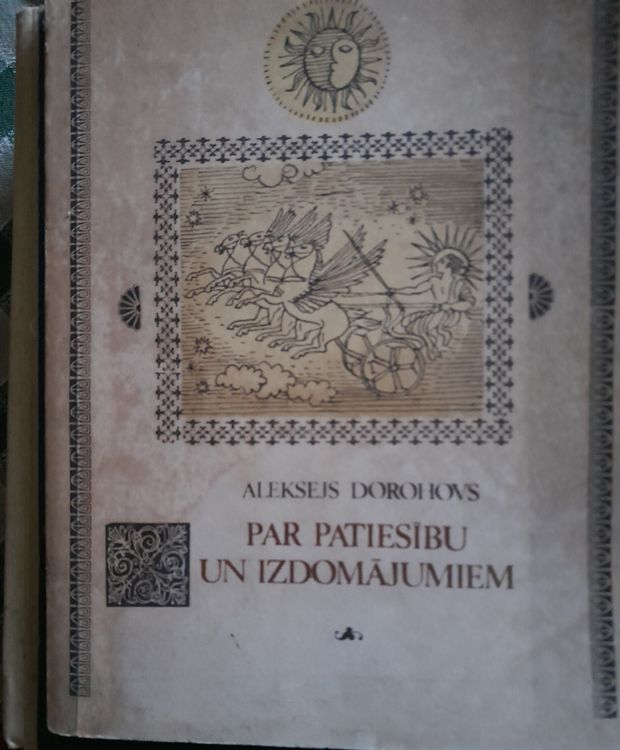 ALEKSEJS DOROHOVS
PAR PATIESĪBU
UN IZDOMĀJUMIEM